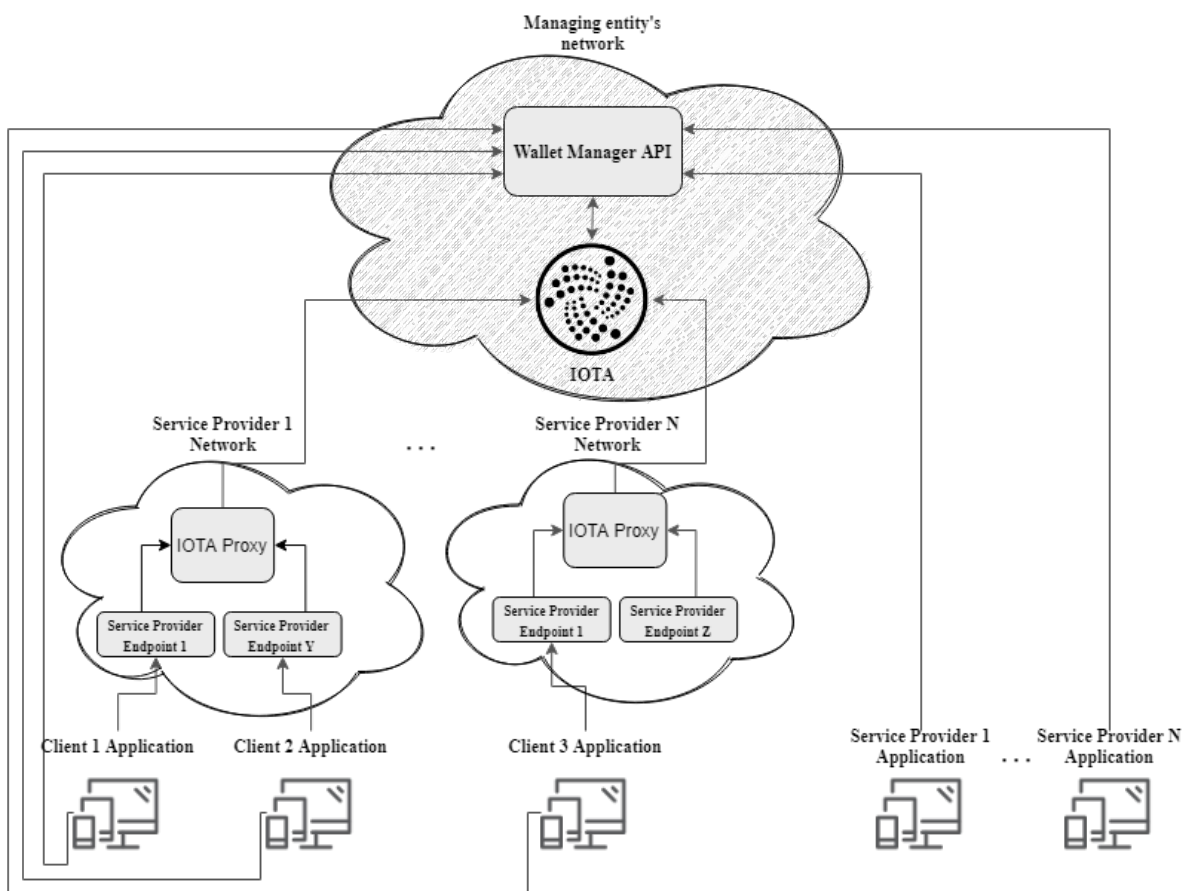 Managing entity's
network
Wallet Manager API
IOTA
Service Provider 1
Network
. . .
Service Provider N
Network
IOTA Proxy
IOTA Proxy
Service Provider
Endpoint 1
Service Provider
Endpoint Y
Service Provider
Endpoint 1
Service Provider
Endpoint Z
Client 1 Application
Client 2 Application
Client 3 Application
Service Provider 1
Application
. . .
Service Provider N
Application